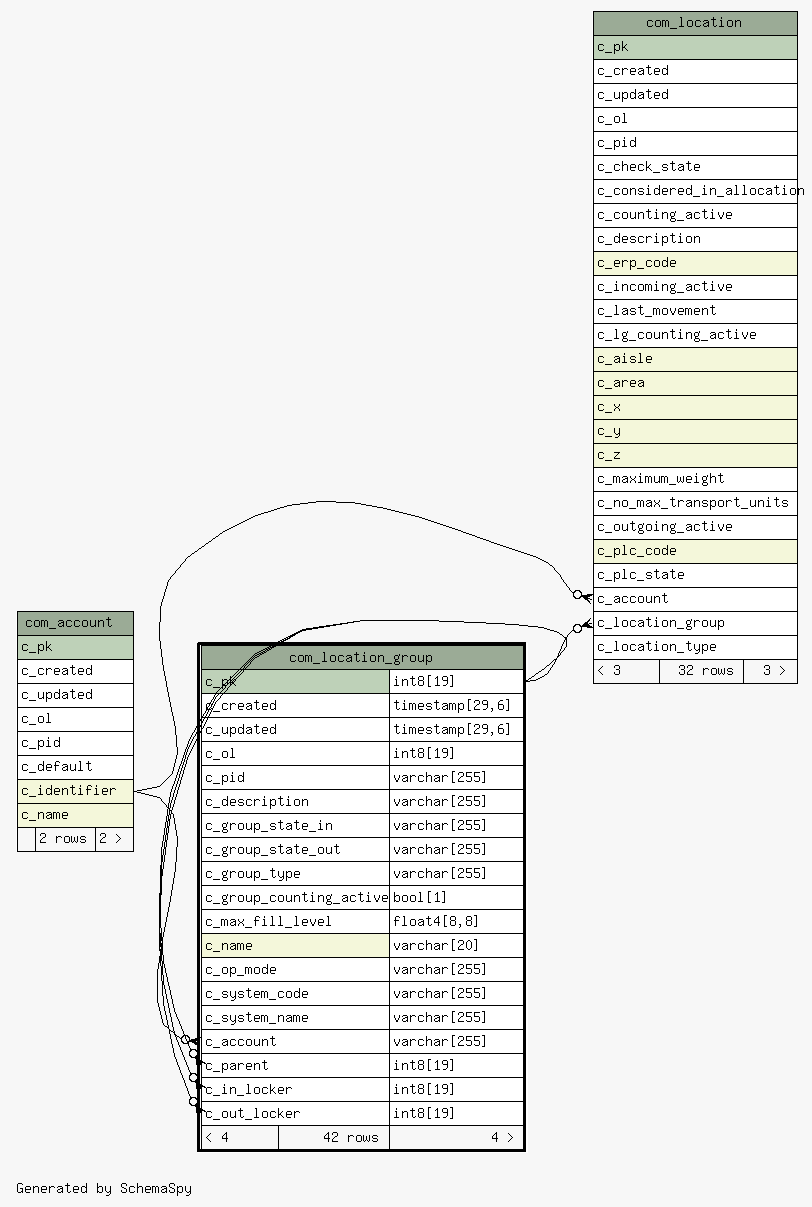 com_location
c_pk
c_created
c_updated
c_ol
c_pid
c_check_state
c_considered_in_allocation
c_counting_active
c_description
c_erp_code
c_incoming_active
c_last_movement
c_lg_counting_active
c_aisle
c_area
c_x
c_y
c_z
c_maximum_weight
c_no_max_transport_units
c_outgoing_active
c_plc_code
c_plc_state
c_account
c_location_group
c_location_type
< 3 32 rows 3 >
com_account
c_pk
c_created
c_updated
c_ol
c_pid
c_default
c_identifier
c_name
2 rows 2 >
com_location_group
c_pk int8[19]
c_created timestamp[29,6]
c_updated timestamp[29,6]
c_ol int8[19]
c_pid varchar[255]
c_description varchar[255]
c_group_state_in varchar[255]
c_group_state_out varchar[255]
c_group_type varchar[255]
c_group_counting_active bool[1]
c_max_fill_level float4[8,8]
c_name varchar[20]
c_op_mode varchar[255]
c_system_code varchar[255]
c_system_name varchar[255]
c_account varchar[255]
c_parent int8[19]
c_in_locker int8[19]
c_out_locker int8[19]
< 4 42 rows 4 >
Generated by SchemaSpy